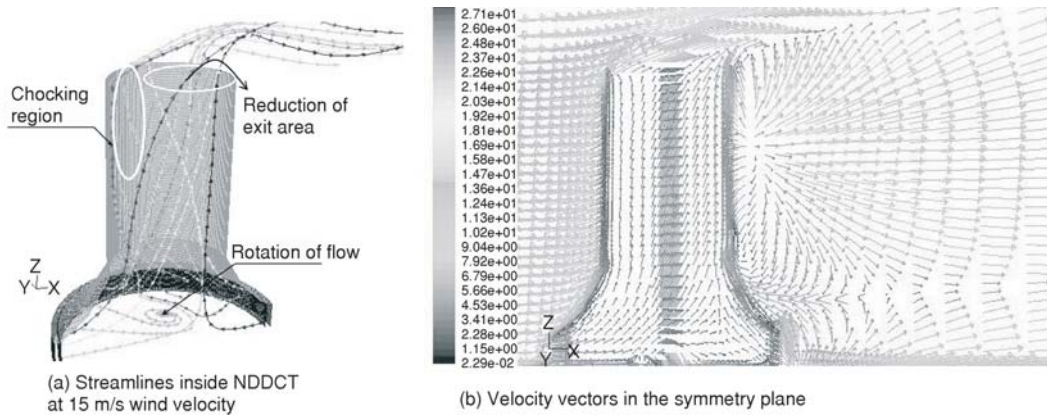 Chocking
region
Reduction of
exit area
Rotation of flow
Z
Y X
(a) Streamlines inside NDDCT
at 15 m/s wind velocity
2.71e+01
2.60e+01
2.48e+01
2.37e+01
2.26e+01
2.14e+01
2.03e+01
1.92e+01
1.81e+01
1.69e+01
1.58e+01
1.47e+01
1.36e+01
1.24e+01
1.13e+01
1.02e+01
9.04e+00
7.92e+00
6.79e+00
5.66e+00
4.53e+00
3.41e+00
2.28e+00
1.15e+00
2.29e-02
Z
Y X
(b) Velocity vectors in the symmetry plane